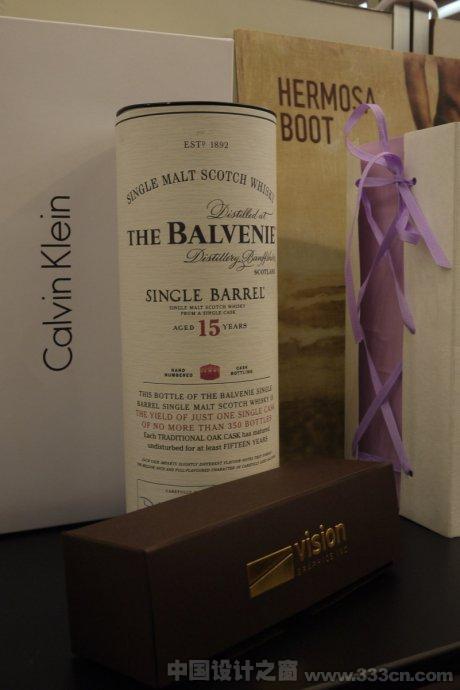 Calvin Klein
HERMOSA
BOOT
ESTD 1892
SINGLE MALT SCOTCH WHISKY
Distilled at
THE BALVENIE
Distillery, Banffshire
SCOTLAND
SINGLE BARREL
SINGLE MALT SCOTCH WHISKY
FROM A SINGLE CASK
AGED 15 YEARS
HAND
NUMBERED
CASK
BOTTLING
THIS BOTTLE OF THE BALVENIE SINGLE
BARREL SINGLE MALT SCOTCH WHISKY IS
THE YIELD OF JUST ONE SINGLE CASK
OF NO MORE THAN 350 BOTTLES
Each TRADITIONAL OAK CASK has matured
undisturbed for at least FIFTEEN YEARS
CAREFULLY
vision
GRAPHICS INC
中国设计之窗 www.333cn.com